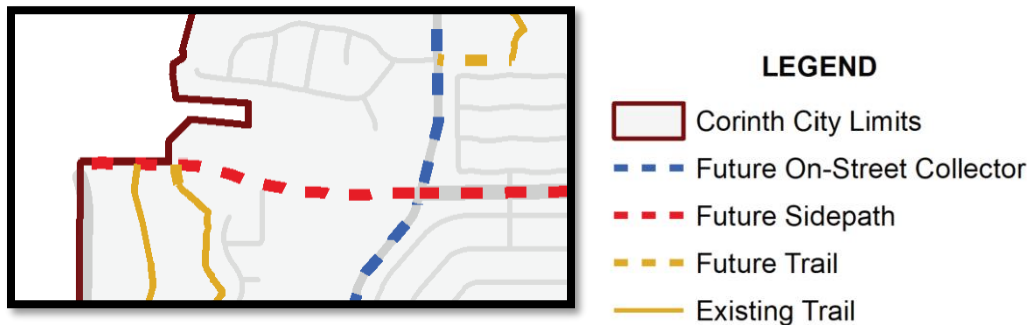 LEGEND
Corinth City Limits
Future On-Street Collector
Future Sidepath
Future Trail
Existing Trail